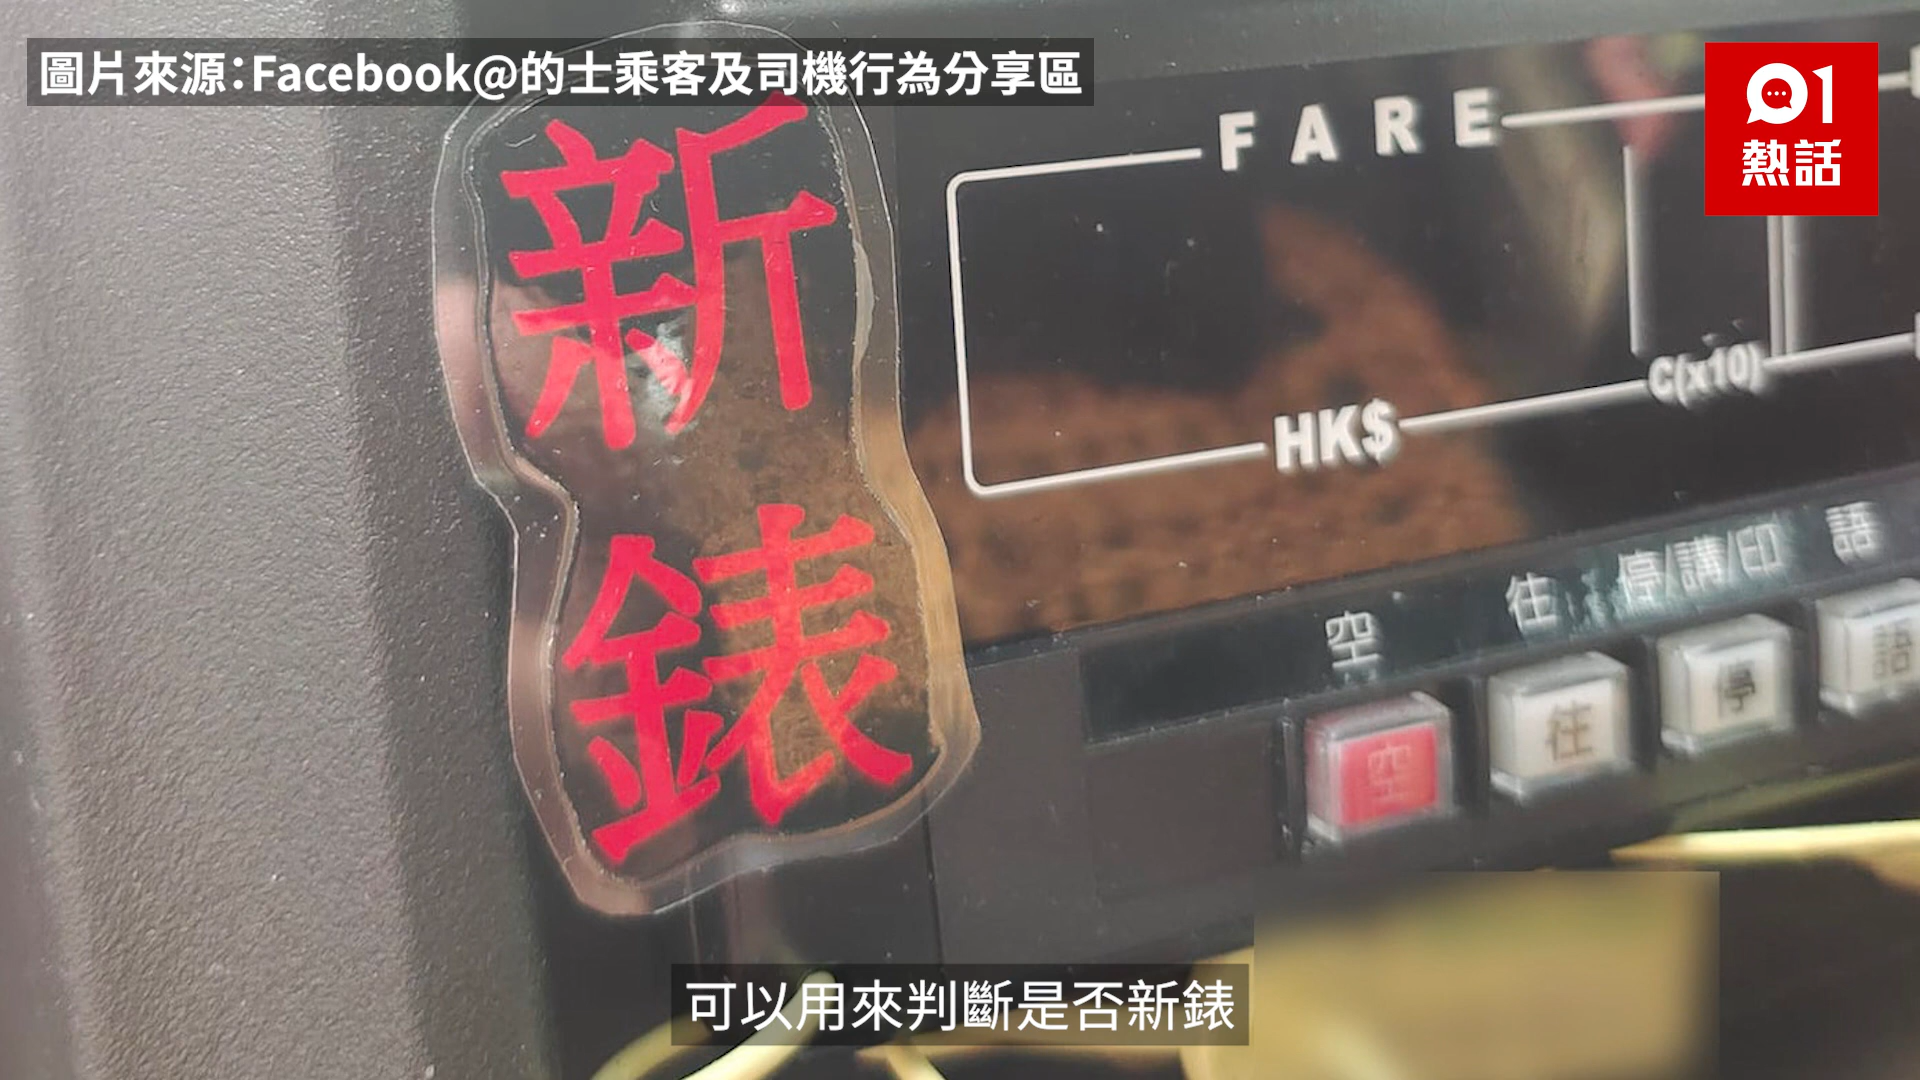 圖片來源：Facebook@的士乘客及司機行為分享區
01
熱話
新
錶
FARE
HK$
C(x10)
空 往 停/講/印 語
空 往 停 語
可以用來判斷是否新錶